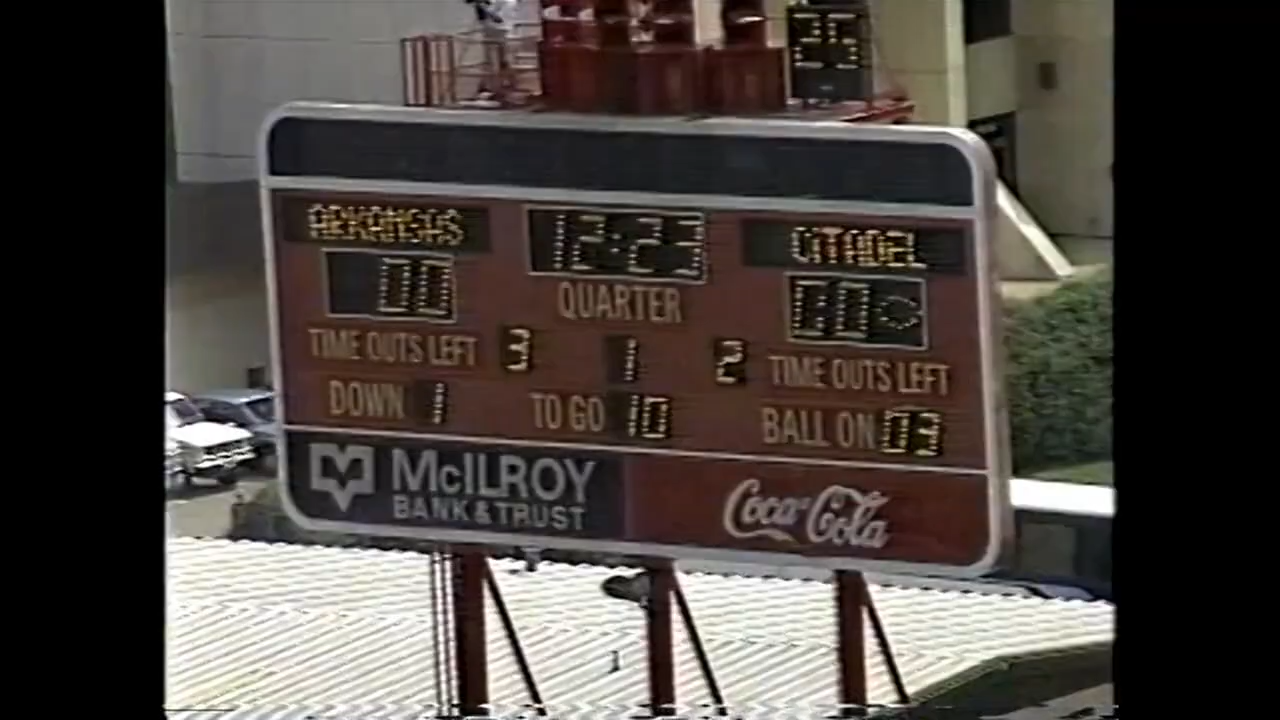 25
ARKANSAS 12:23 CITADEL
00 QUARTER 00
TIME OUTS LEFT 3 1 2 TIME OUTS LEFT
DOWN 1 TO GO 10 BALL ON 03
McILROY
BANK & TRUST
Coca-Cola